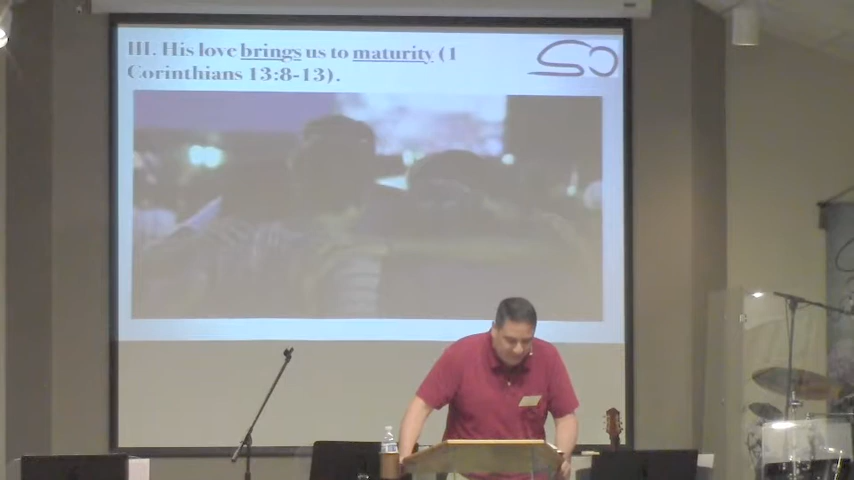 III. His love brings us to maturity (1
Corinthians 13:8-13).